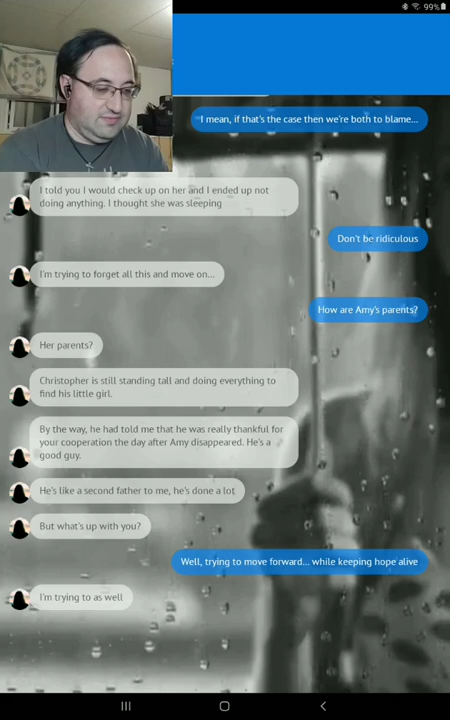 99%
I mean, if that's the case then we're both to blame...
I told you I would check up on her and I ended up not
doing anything. I thought she was sleeping
Don't be ridiculous
I'm trying to forget all this and move on...
How are Amy's parents?
Her parents?
Christopher is still standing tall and doing everything to
find his little girl.
By the way, he had told me that he was really thankful for
your cooperation the day after Amy disappeared. He's a
good guy.
He's like a second father to me, he's done a lot
But what's up with you?
Well, trying to move forward... while keeping hope alive
I'm trying to as well